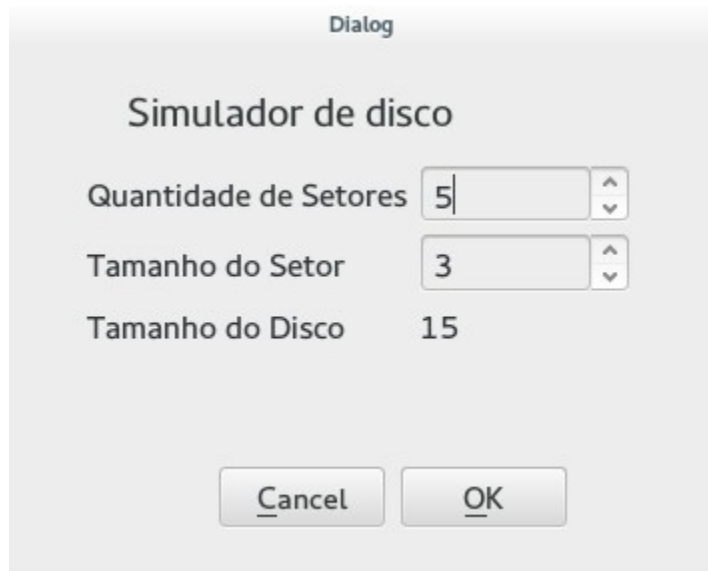 Dialog
Simulador de disco
Quantidade de Setores 5
Tamanho do Setor 3
Tamanho do Disco 15
Cancel OK